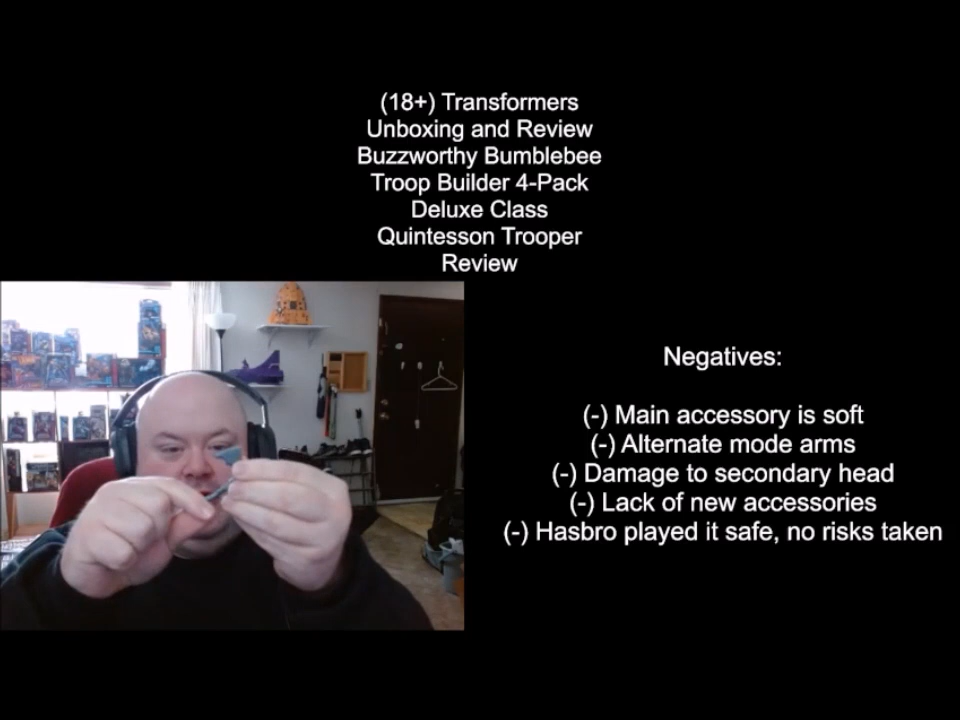 (18+) Transformers
Unboxing and Review
Buzzworthy Bumblebee
Troop Builder 4-Pack
Deluxe Class
Quintesson Trooper
Review
Negatives:
(-) Main accessory is soft
(-) Alternate mode arms
(-) Damage to secondary head
(-) Lack of new accessories
(-) Hasbro played it safe, no risks taken